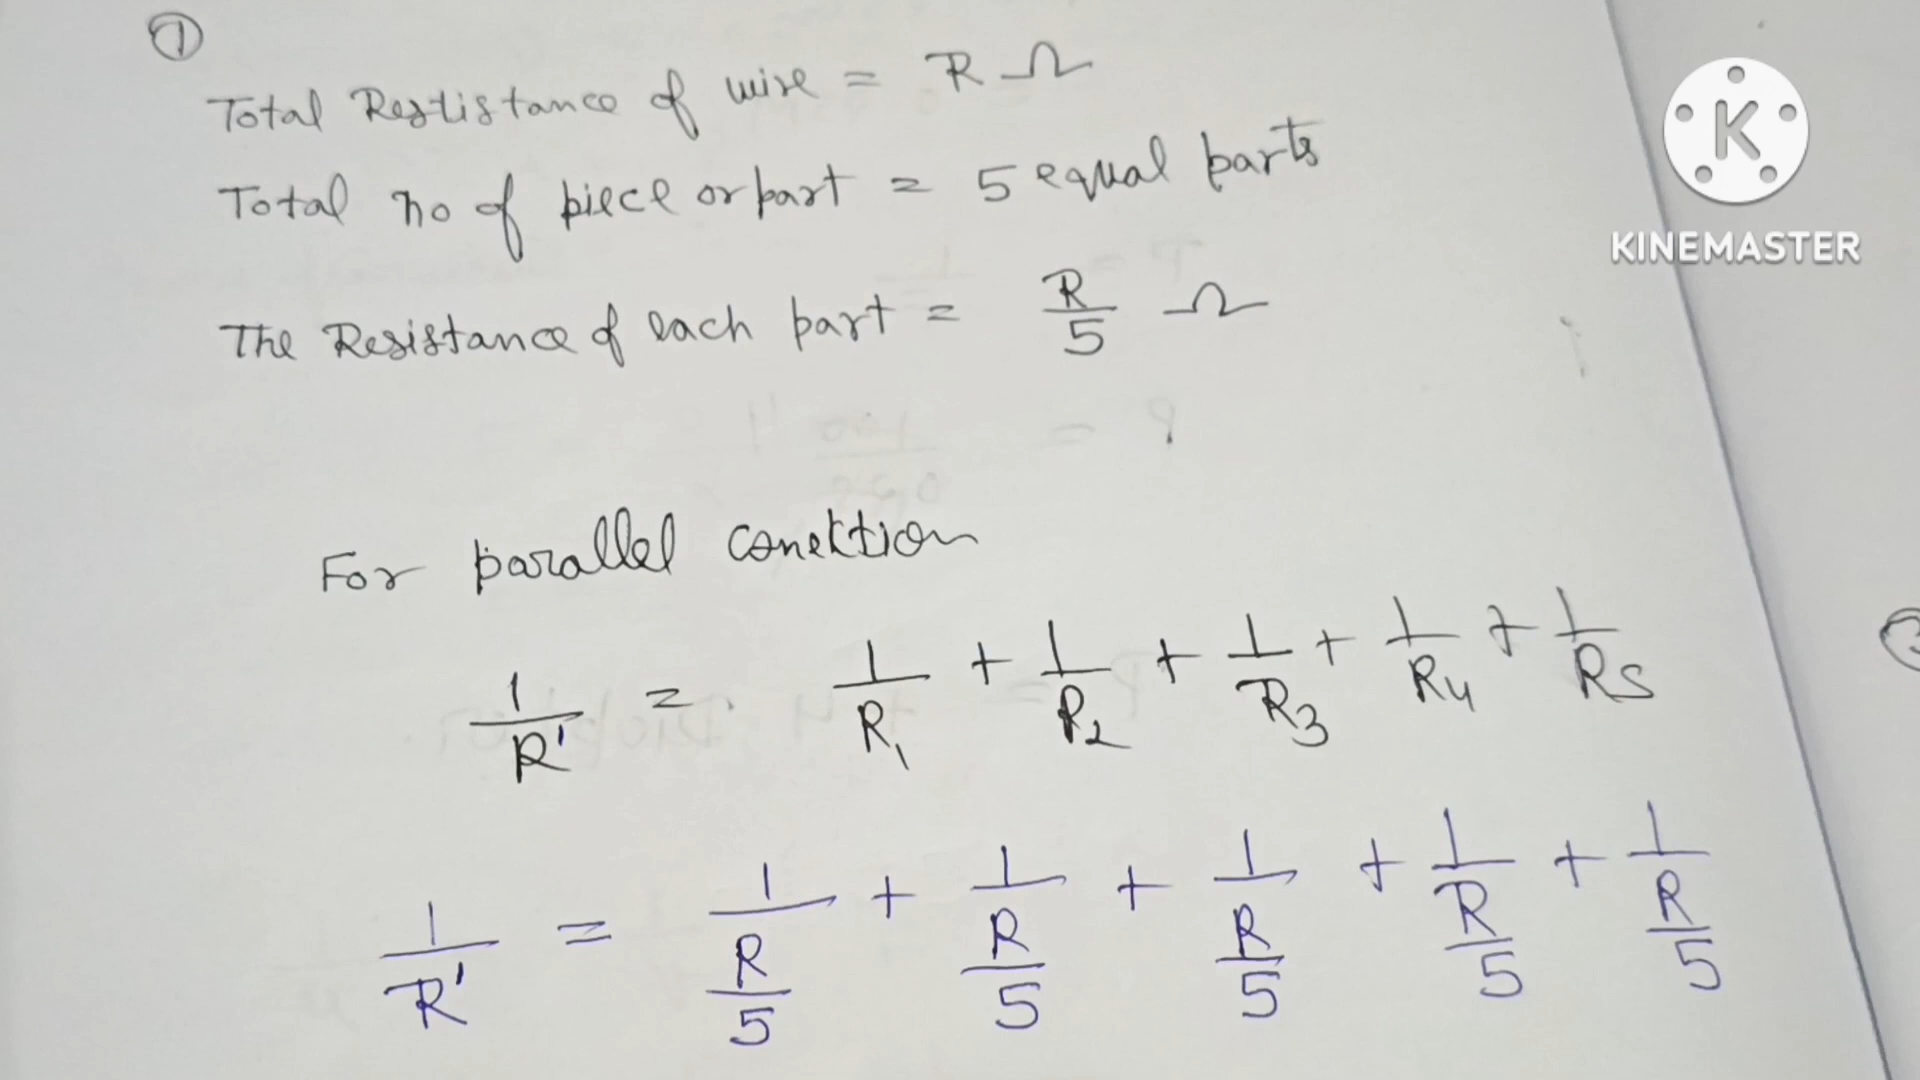 ①
Total Restistance of wire = R Ω
Total no of piece or part = 5 equal parts
The Resistance of each part = R/5 Ω
For parallel conektion
1/R' = 1/R1 + 1/R2 + 1/R3 + 1/R4 + 1/R5
1/R' = 1/(R/5) + 1/(R/5) + 1/(R/5) + 1/(R/5) + 1/(R/5)
K
KINEMASTER